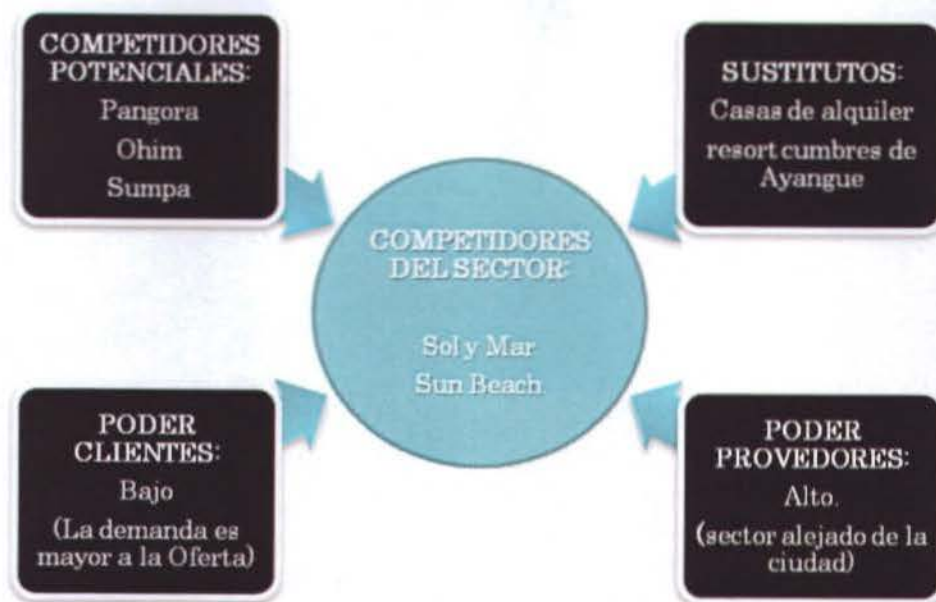 COMPETIDORES
POTENCIALES:
Pangora
Ohim
Sumpa
SUSTITUTOS:
Casas de alquiler
resort cumbres de
Ayangue
COMPETIDORES
DEL SECTOR:
Sol y Mar
Sun Beach
PODER
CLIENTES:
Bajo
(La demanda es
mayor a la Oferta)
PODER
PROVEDORES:
Alto.
(sector alejado de la
ciudad)